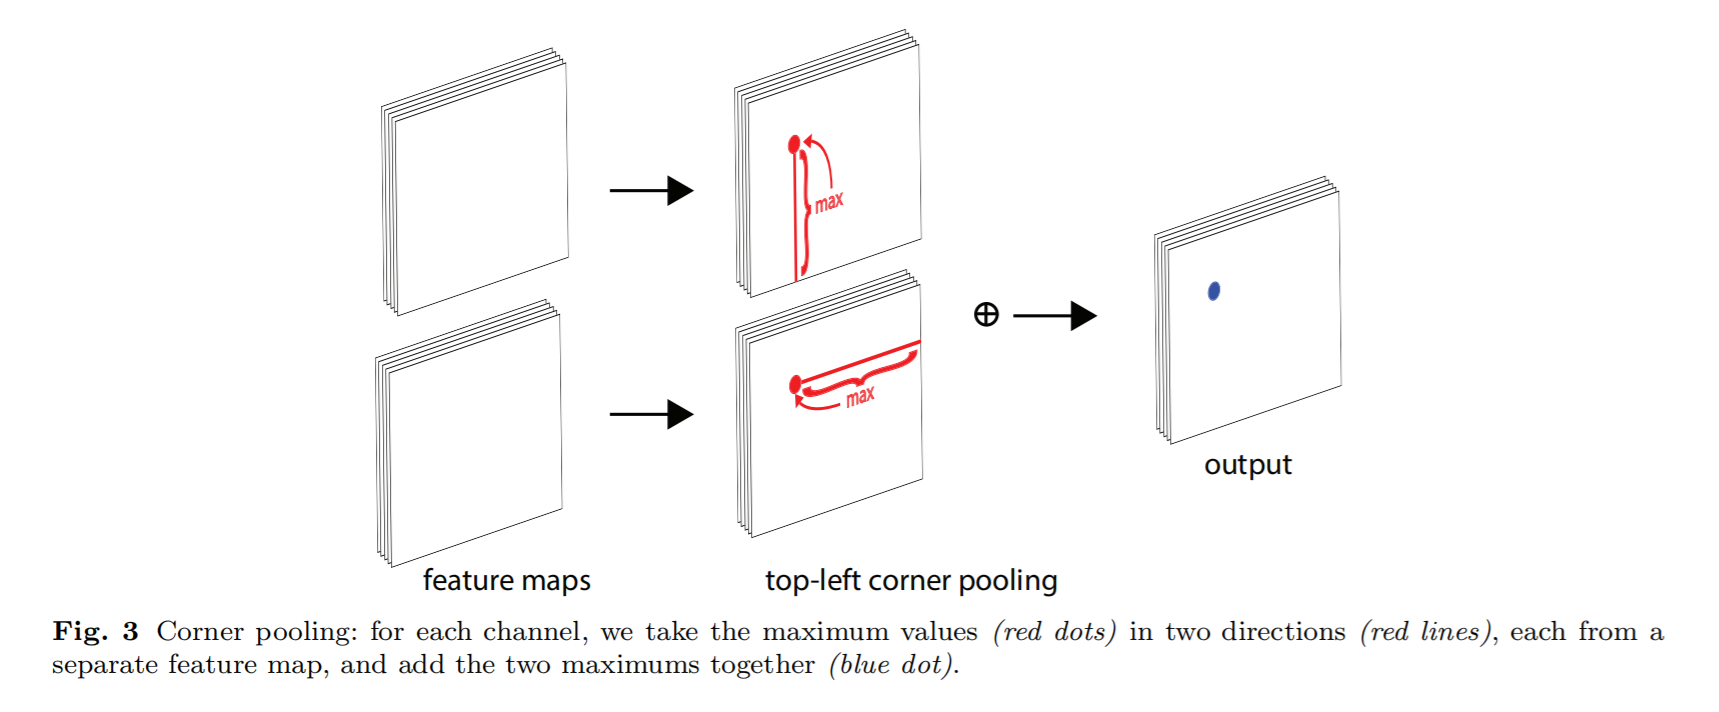 max
max
⊕
output
feature maps
top-left corner pooling
Fig. 3 Corner pooling: for each channel, we take the maximum values (red dots) in two directions (red lines), each from a
separate feature map, and add the two maximums together (blue dot).